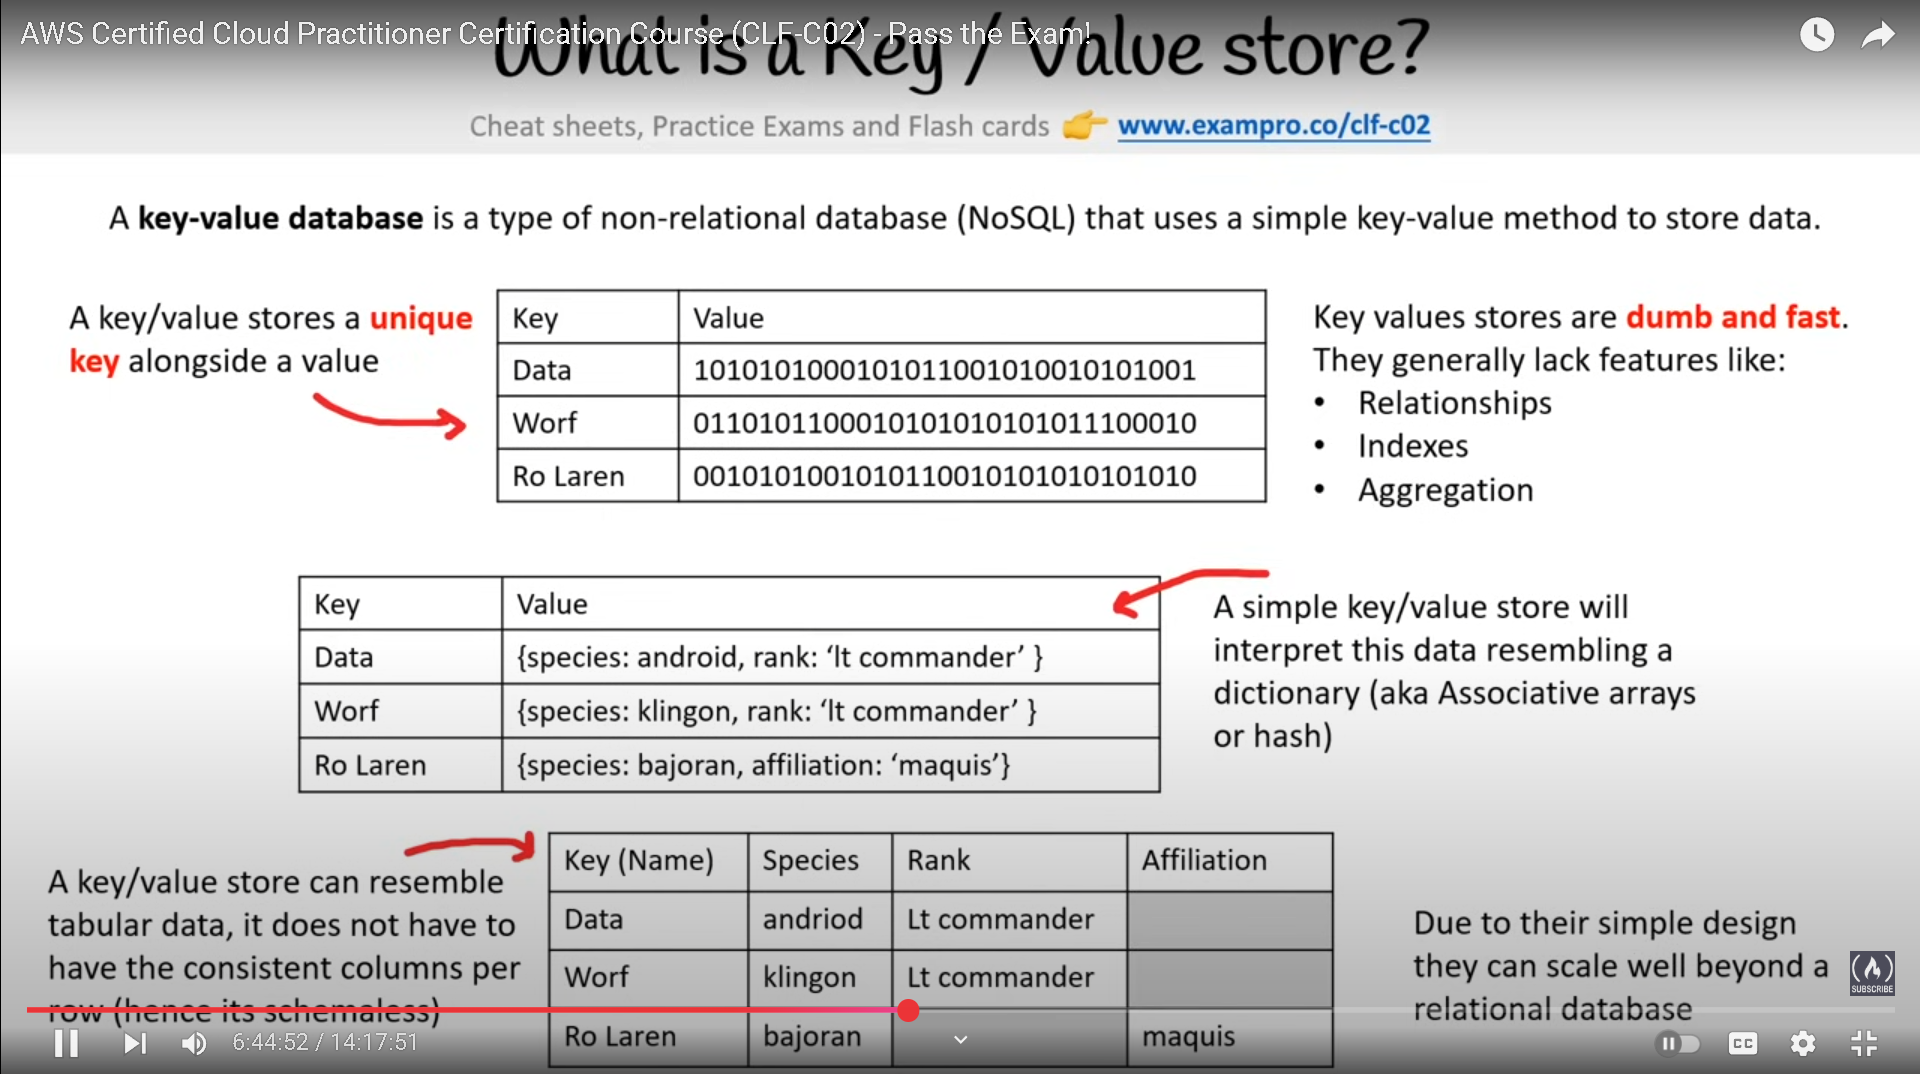 AWS Certified Cloud Practitioner Certification Course (CLF-C02) - Pass the Exam!
What is a Key / Value store?
Cheat sheets, Practice Exams and Flash cards 👉 www.exampro.co/clf-c02
A key-value database is a type of non-relational database (NoSQL) that uses a simple key-value method to store data.
A key/value stores a unique
key alongside a value
Key Value
Data 1010101000101011001010010101001
Worf 0110101100010101010101011100010
Ro Laren 0010101001010110010101010101010
Key values stores are dumb and fast.
They generally lack features like:
• Relationships
• Indexes
• Aggregation
Key Value
Data {species: android, rank: ‘lt commander’ }
Worf {species: klingon, rank: ‘lt commander’ }
Ro Laren {species: bajoran, affiliation: ‘maquis’}
A simple key/value store will
interpret this data resembling a
dictionary (aka Associative arrays
or hash)
A key/value store can resemble
tabular data, it does not have to
have the consistent columns per
row (hence its schemaless)
Key (Name) Species Rank Affiliation
Data andriod Lt commander
Worf klingon Lt commander
Ro Laren bajoran maquis
Due to their simple design
they can scale well beyond a
relational database
SUBSCRIBE
6:44:52 / 14:17:51
CC